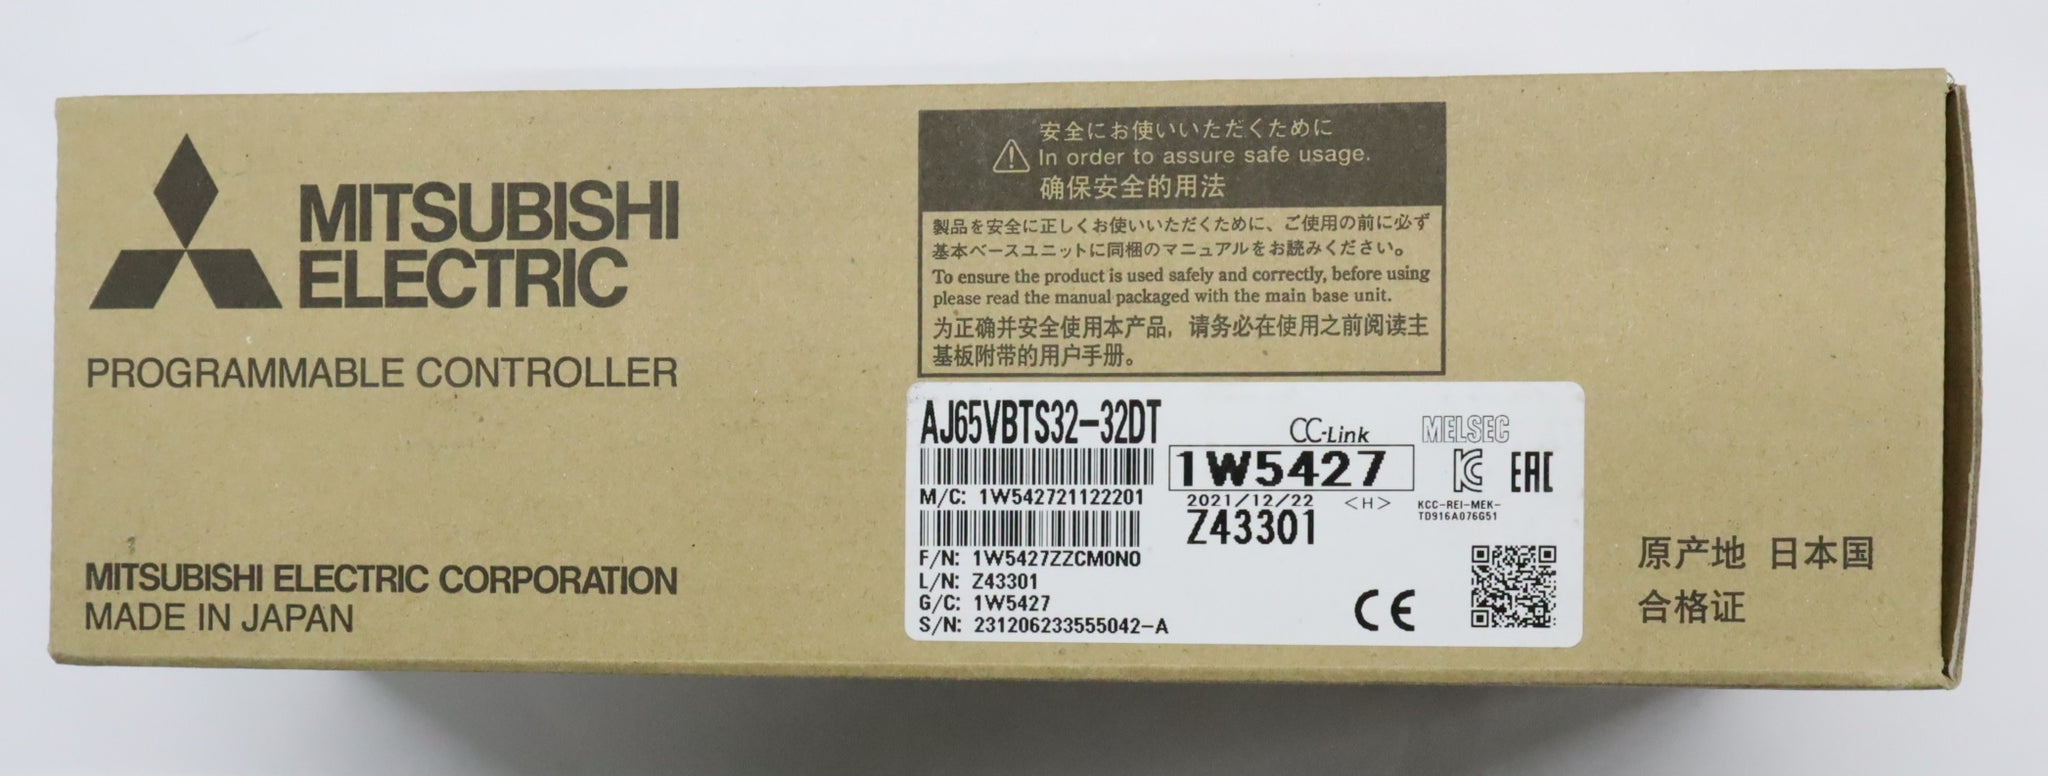 MITSUBISHI
ELECTRIC
PROGRAMMABLE CONTROLLER
MITSUBISHI ELECTRIC CORPORATION
MADE IN JAPAN
安全にお使いいただくために
In order to assure safe usage.
确保安全的用法
製品を安全に正しくお使いいただくために、ご使用の前に必ず
基本ベースユニットに同梱のマニュアルをお読みください。
To ensure the product is used safely and correctly, before using
please read the manual packaged with the main base unit.
为正确并安全使用本产品，请务必在使用之前阅读主
基板附带的用户手册。
AJ65VBTS32-32DT
CC-Link
MELSEC
1W5427
M/C: 1W542721122201
2021/12/22 <H>
KCC-REI-MEK-
TD916A076G51
EAC
Z43301
F/N: 1W5427ZZCM0N0
L/N: Z43301
G/C: 1W5427
S/N: 231206233555042-A
CE
原产地 日本国
合格证